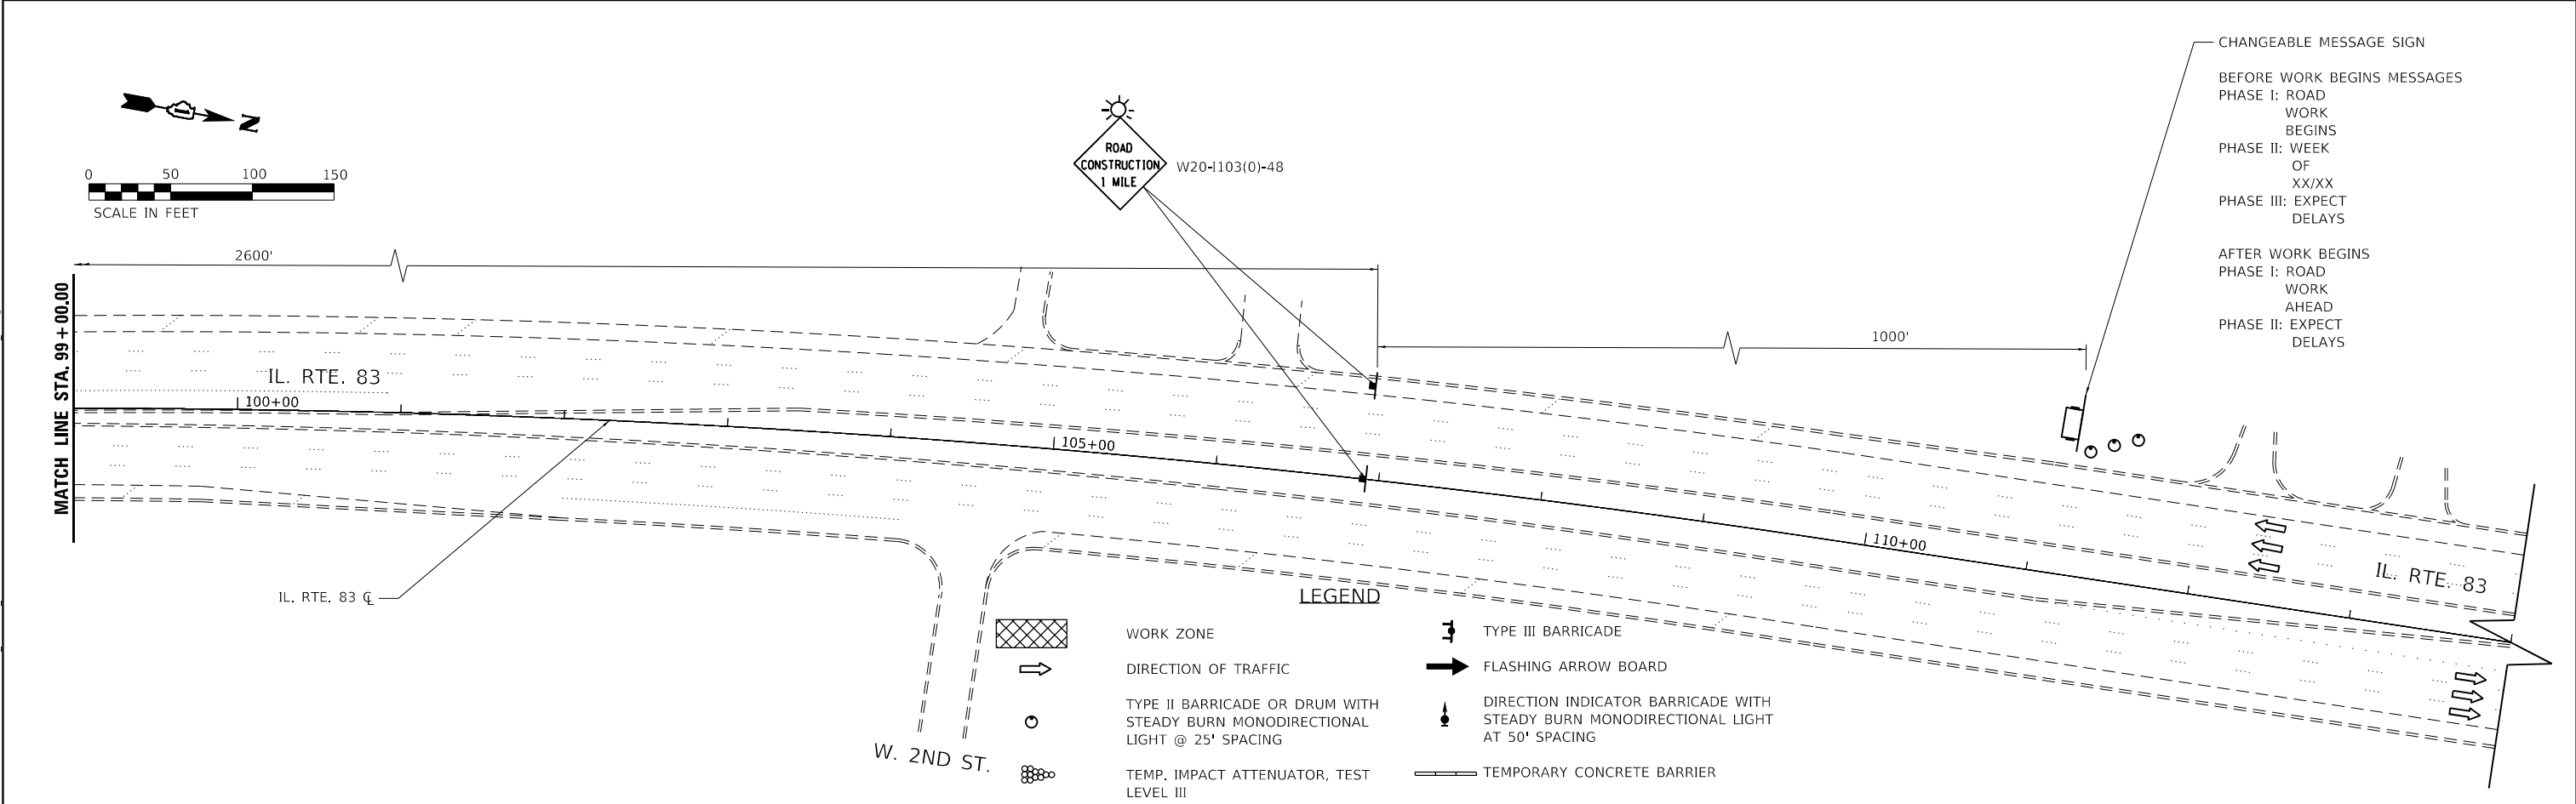 CHANGEABLE MESSAGE SIGN
BEFORE WORK BEGINS MESSAGES
PHASE I: ROAD
WORK
BEGINS
PHASE II: WEEK
OF
XX/XX
PHASE III: EXPECT
DELAYS
AFTER WORK BEGINS
PHASE I: ROAD
WORK
AHEAD
PHASE II: EXPECT
DELAYS
N
0 50 100 150
SCALE IN FEET
ROAD
CONSTRUCTION
1 MILE
W20-I103(0)-48
2600'
1000'
MATCH LINE STA. 99+00.00
IL. RTE. 83
100+00
105+00
110+00
IL. RTE. 83
IL. RTE. 83 ℄
W. 2ND ST.
LEGEND
WORK ZONE
DIRECTION OF TRAFFIC
TYPE II BARRICADE OR DRUM WITH
STEADY BURN MONODIRECTIONAL
LIGHT @ 25' SPACING
TEMP. IMPACT ATTENUATOR, TEST
LEVEL III
TYPE III BARRICADE
FLASHING ARROW BOARD
DIRECTION INDICATOR BARRICADE WITH
STEADY BURN MONODIRECTIONAL LIGHT
AT 50' SPACING
TEMPORARY CONCRETE BARRIER